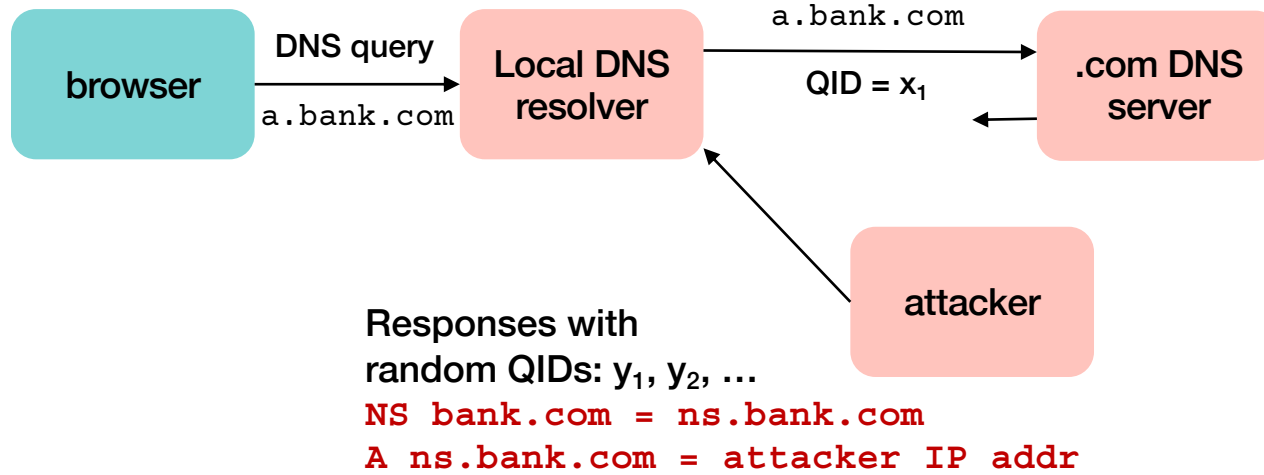 browser
DNS query
a.bank.com
Local DNS
resolver
a.bank.com
QID = x₁
.com DNS
server
attacker
Responses with
random QIDs: y₁, y₂, ...
NS bank.com = ns.bank.com
A ns.bank.com = attacker IP addr